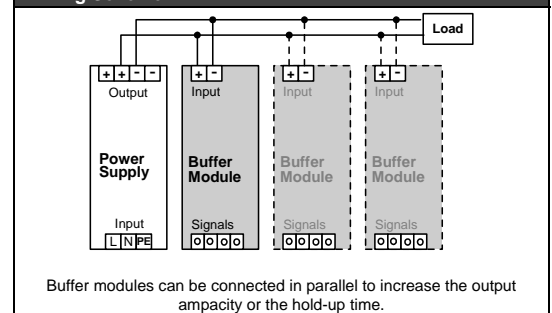 Load
+ + - -
Output
+ -
Input
+ -
Input
+ -
Input
Power
Supply
Buffer
Module
Buffer
Module
Buffer
Module
Input
L N PE
Signals
Signals
Signals
Buffer modules can be connected in parallel to increase the output
ampacity or the hold-up time.